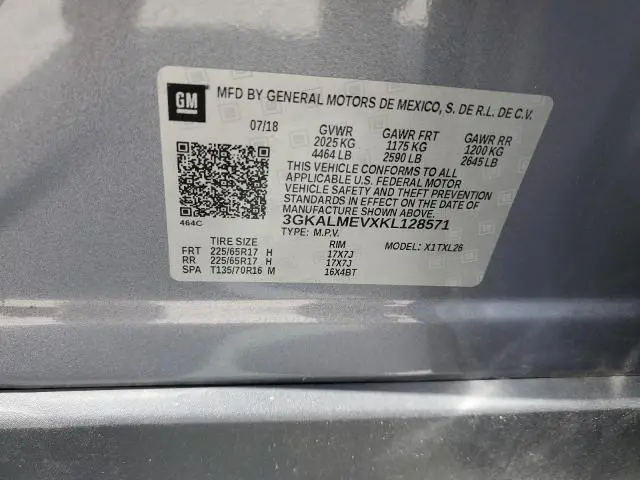 GM MFD BY GENERAL MOTORS DE MEXICO, S. DE R.L. DE C.V.
07/18 GVWR GAWR FRT GAWR RR
2025 KG 1175 KG 1200 KG
4464 LB 2590 LB 2645 LB
THIS VEHICLE CONFORMS TO ALL
APPLICABLE U.S. FEDERAL MOTOR
VEHICLE SAFETY AND THEFT PREVENTION
STANDARDS IN EFFECT ON THE DATE OF
MANUFACTURE SHOWN ABOVE.
464C 3GKALMEVXKL128571
TYPE: M.P.V. MODEL: X1TXL26
TIRE SIZE RIM
FRT 225/65R17 H 17X7J
RR 225/65R17 H 17X7J
SPA T135/70R16 M 16X4BT